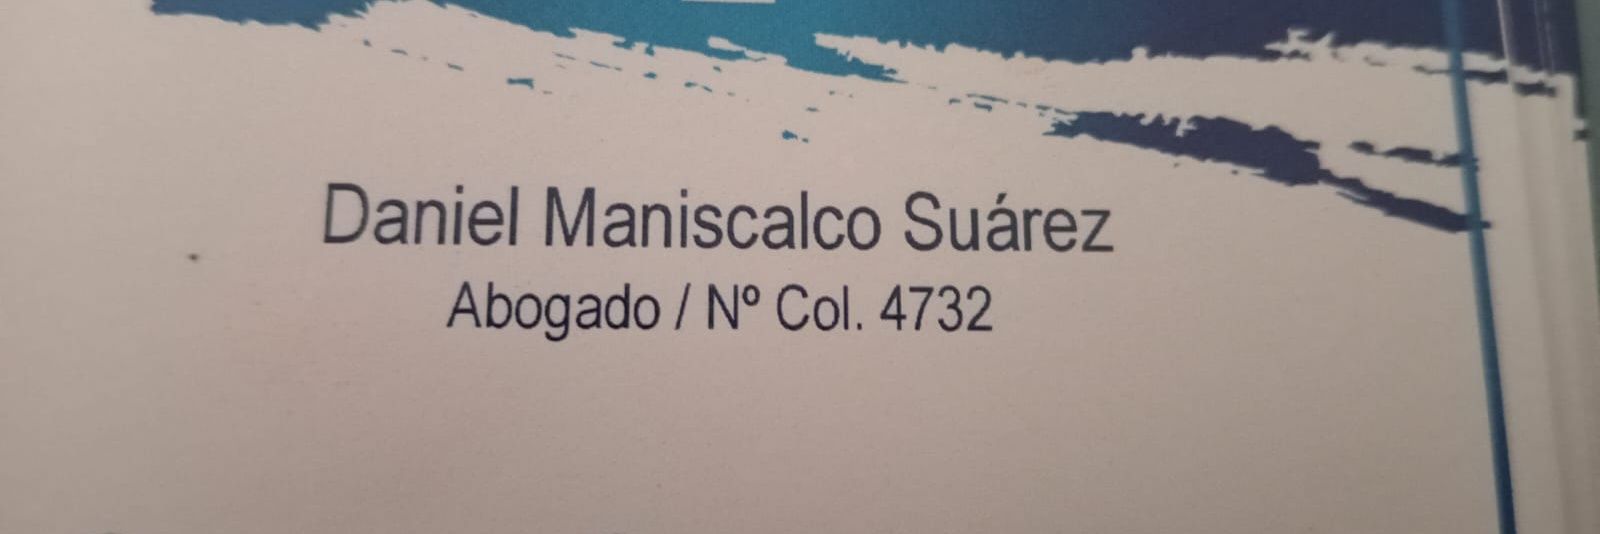 Daniel Maniscalco Suárez
Abogado / Nº Col. 4732